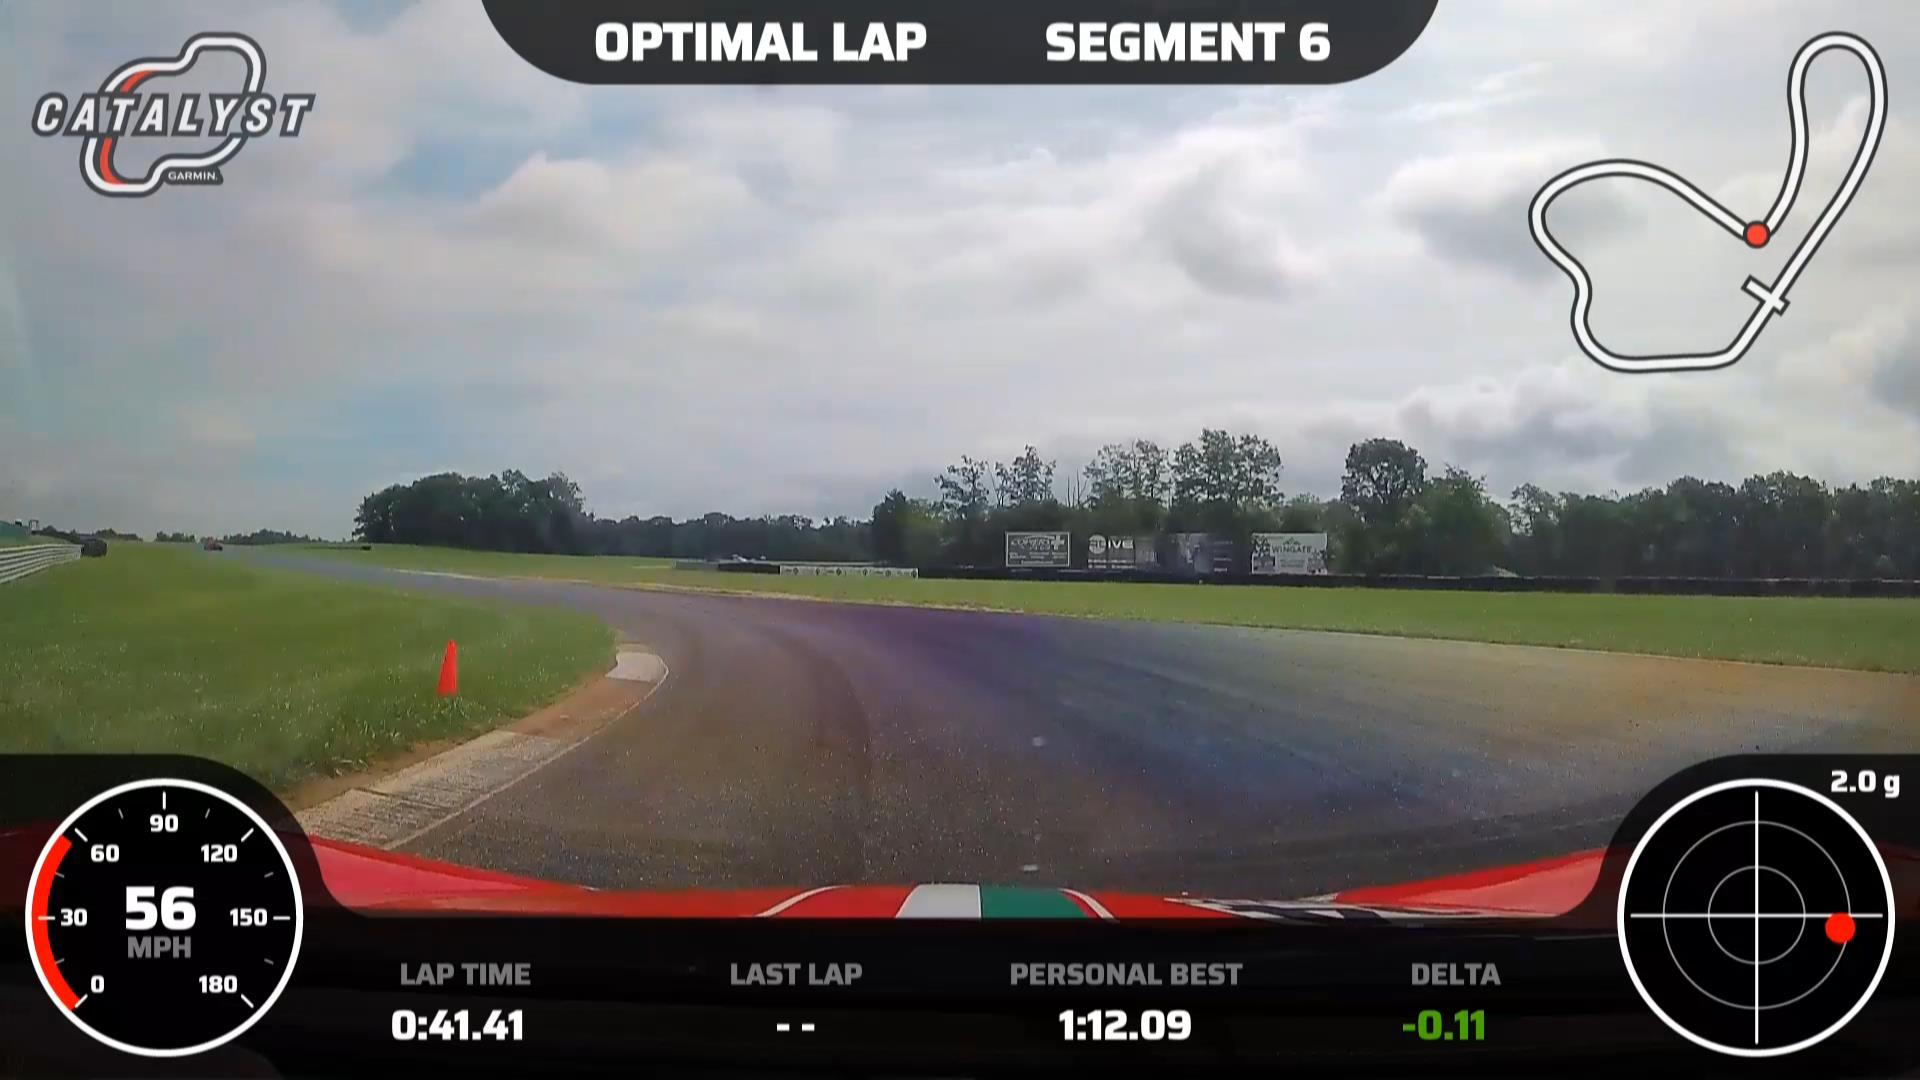 OPTIMAL LAP SEGMENT 6
CATALYST
GARMIN.
WINGATE
2.0 g
0
30
60
90
120
150
180
56
MPH
LAP TIME LAST LAP PERSONAL BEST DELTA
0:41.41 -- 1:12.09 -0.11